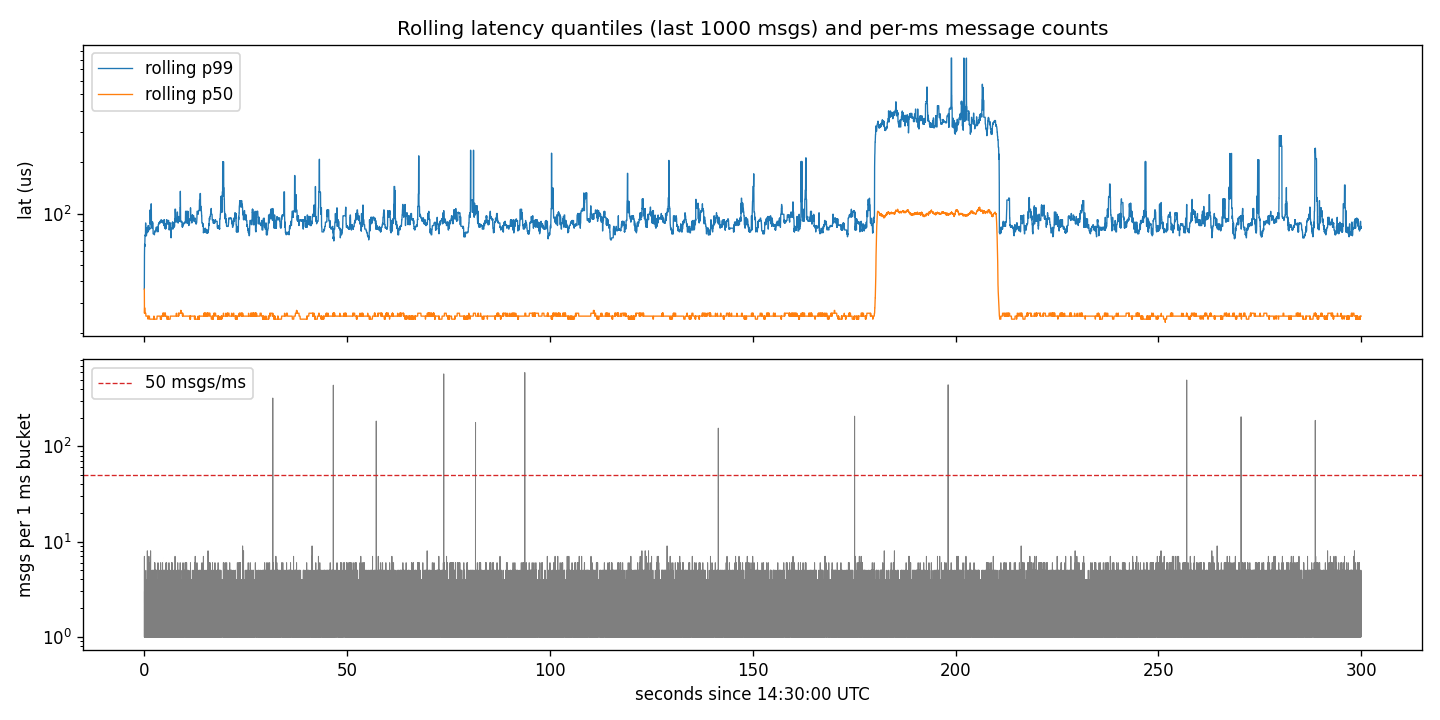 Rolling latency quantiles (last 1000 msgs) and per-ms message counts
rolling p99
rolling p50
lat (us)
10²
50 msgs/ms
msgs per 1 ms bucket
10²
10¹
10⁰
0 50 100 150 200 250 300
seconds since 14:30:00 UTC